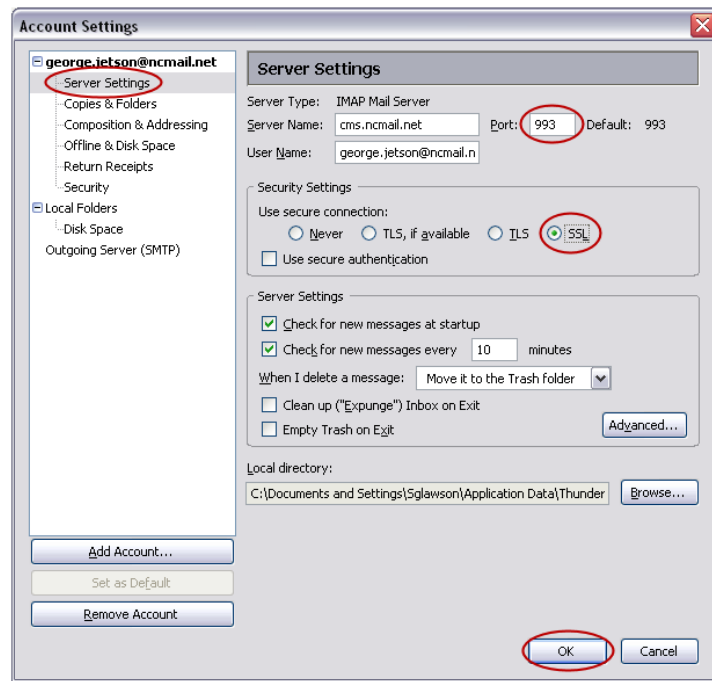 Account Settings
george.jetson@ncmail.net
Server Settings
Copies & Folders
Composition & Addressing
Offline & Disk Space
Return Receipts
Security
Local Folders
Disk Space
Outgoing Server (SMTP)
Add Account...
Set as Default
Remove Account
Server Settings
Server Type: IMAP Mail Server
Server Name: cms.ncmail.net Port: 993 Default: 993
User Name: george.jetson@ncmail.n
Security Settings
Use secure connection:
Never TLS, if available TLS SSL
Use secure authentication
Server Settings
Check for new messages at startup
Check for new messages every 10 minutes
When I delete a message: Move it to the Trash folder
Clean up ("Expunge") Inbox on Exit
Empty Trash on Exit
Advanced...
Local directory:
C:\Documents and Settings\Sglawson\Application Data\Thunder Browse...
OK Cancel